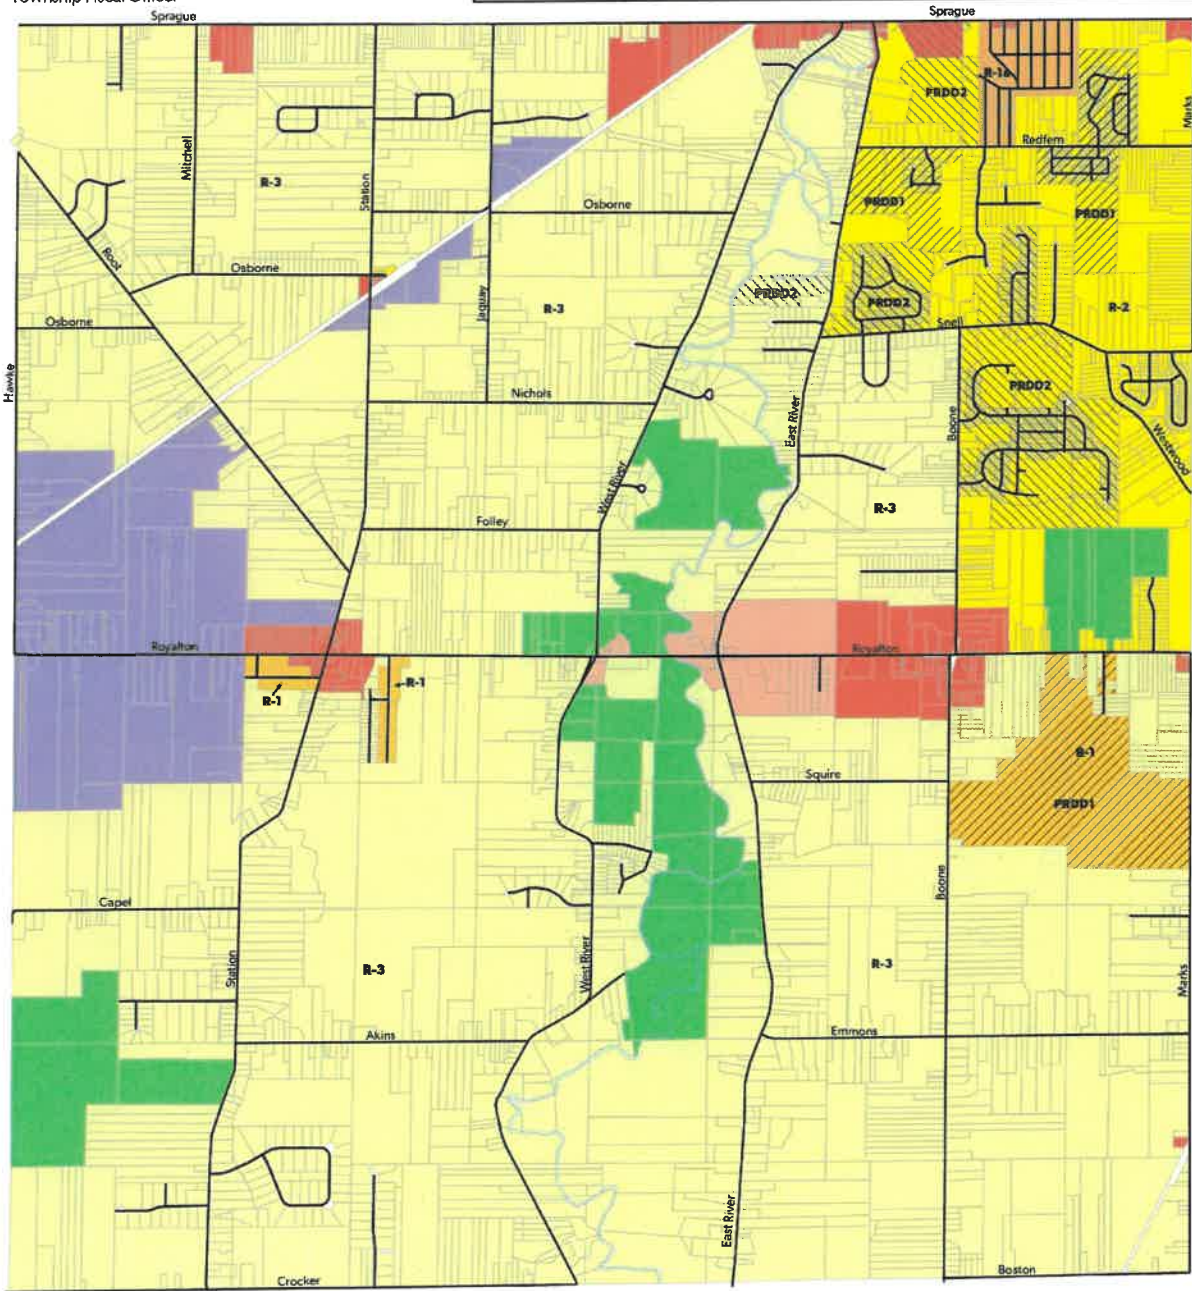 Township Fiscal Officer
Sprague
Sprague
R-1a
PRDD2
Marks
Redfern
Mitchell
R-3
Station
PRDD1
PRDD1
Osborne
Root
Osborne
PRDD2
PRDD2
Jaquay
R-3
R-2
Osborne
Snell
Hawke
PRDD2
Nichols
East River
Boone
Westwood
West River
R-3
Folley
Royalton
Royalton
R-1
R-1
R-1
Squire
PRDD1
Boone
Capel
Station
R-3
West River
R-3
Marks
Akins
Emmons
East River
Crocker
Boston